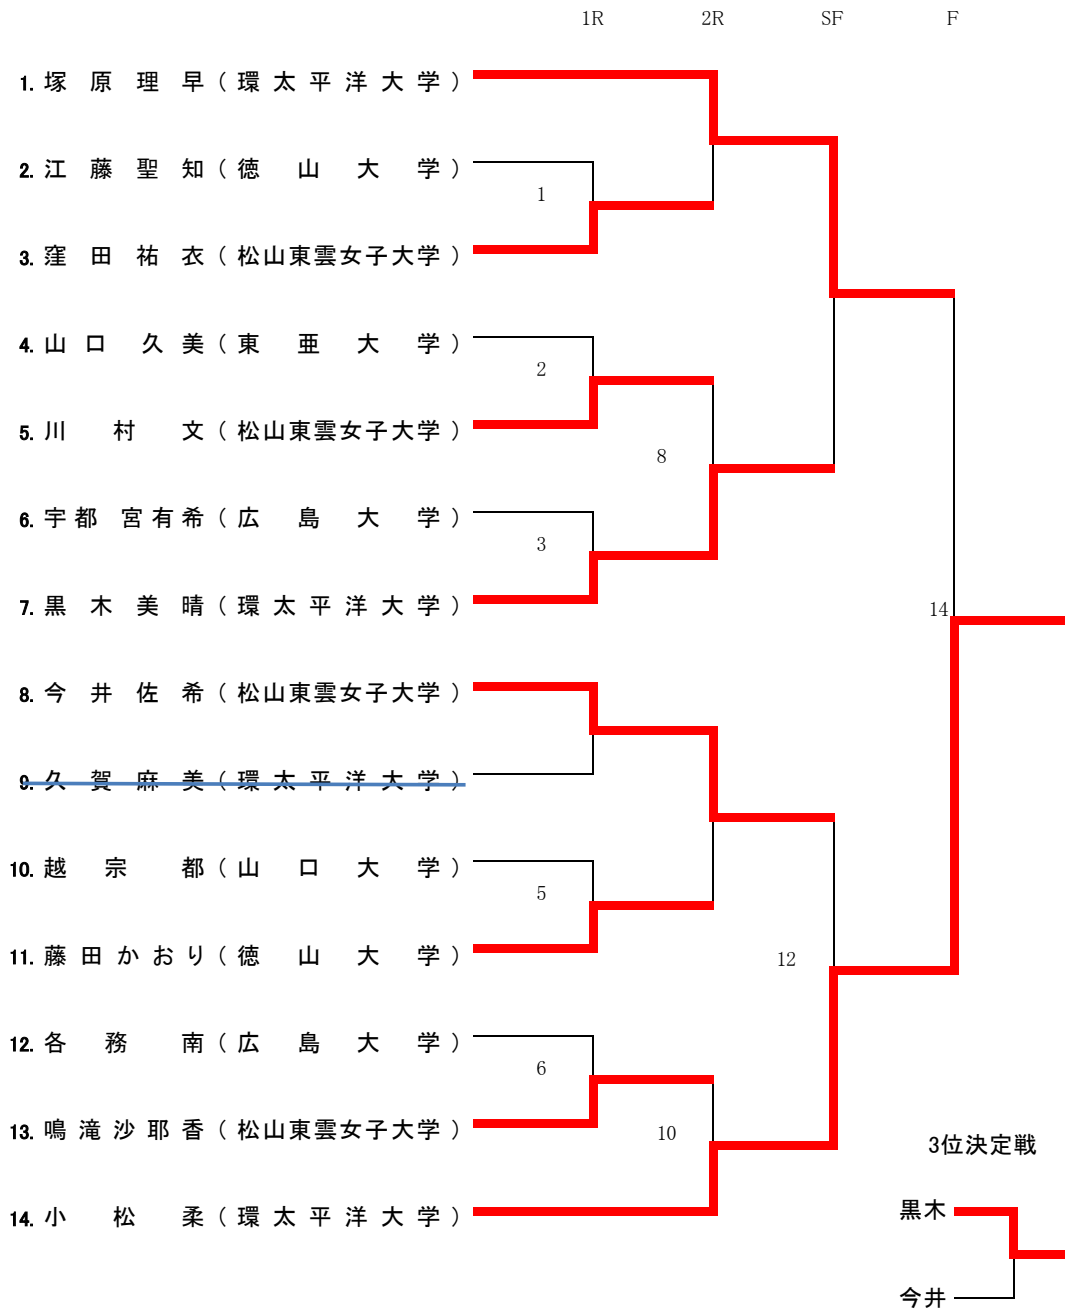 1R 2R SF F
1. 塚原理早（環太平洋大学）
2. 江藤聖知（徳山大学）
1
3. 窪田祐衣（松山東雲女子大学）
4. 山口久美（東亜大学）
2
5. 川村文（松山東雲女子大学）
8
6. 宇都宮有希（広島大学）
3
7. 黒木美晴（環太平洋大学）
14
8. 今井佐希（松山東雲女子大学）
9. 久賀麻美（環太平洋大学）
10. 越宗都（山口大学）
5
11. 藤田かおり（徳山大学）
12
12. 各務南（広島大学）
6
13. 鳴滝沙耶香（松山東雲女子大学）
10
3位決定戦
14. 小松柔（環太平洋大学）
黒木
今井